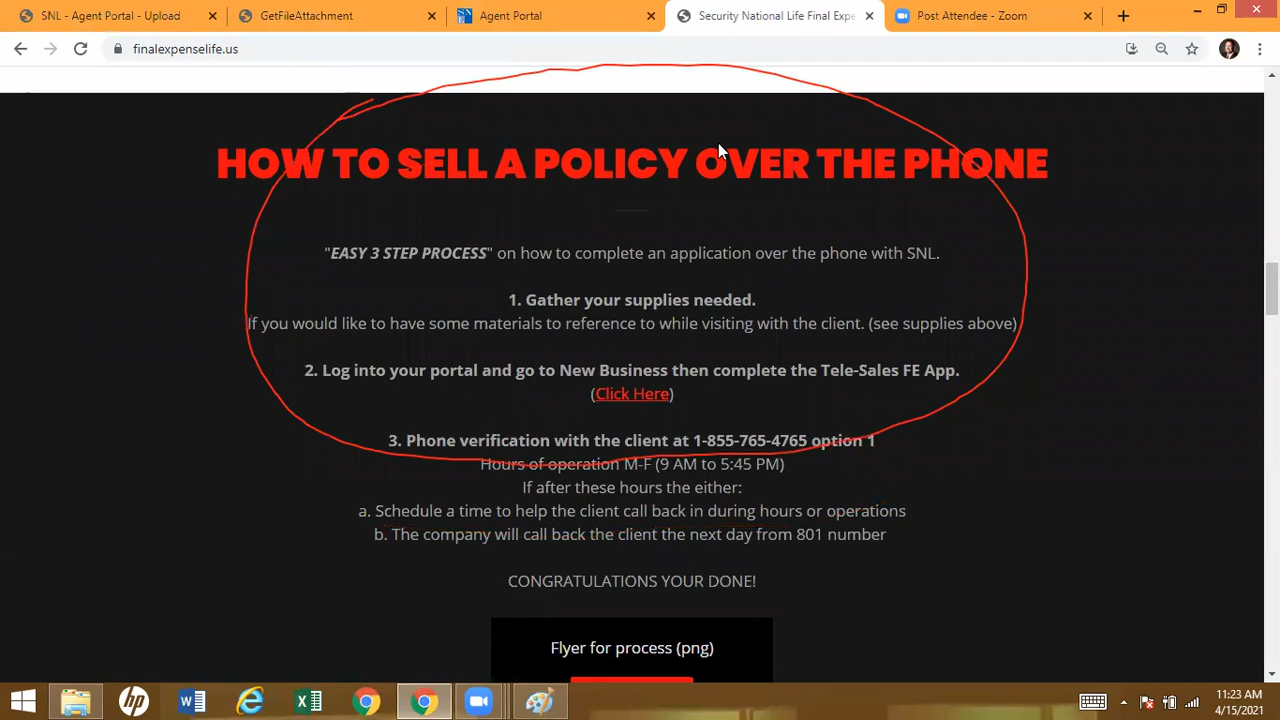 SNL - Agent Portal - Upload
GetFileAttachment
Agent Portal
Security National Life Final Expe
Post Attendee - Zoom
finalexpenselife.us
HOW TO SELL A POLICY OVER THE PHONE
"EASY 3 STEP PROCESS" on how to complete an application over the phone with SNL.
1. Gather your supplies needed.
If you would like to have some materials to reference to while visiting with the client. (see supplies above)
2. Log into your portal and go to New Business then complete the Tele-Sales FE App.
(Click Here)
3. Phone verification with the client at 1-855-765-4765 option 1
Hours of operation M-F (9 AM to 5:45 PM)
If after these hours the either:
a. Schedule a time to help the client call back in during hours or operations
b. The company will call back the client the next day from 801 number
CONGRATULATIONS YOUR DONE!
Flyer for process (png)
11:23 AM
4/15/2021